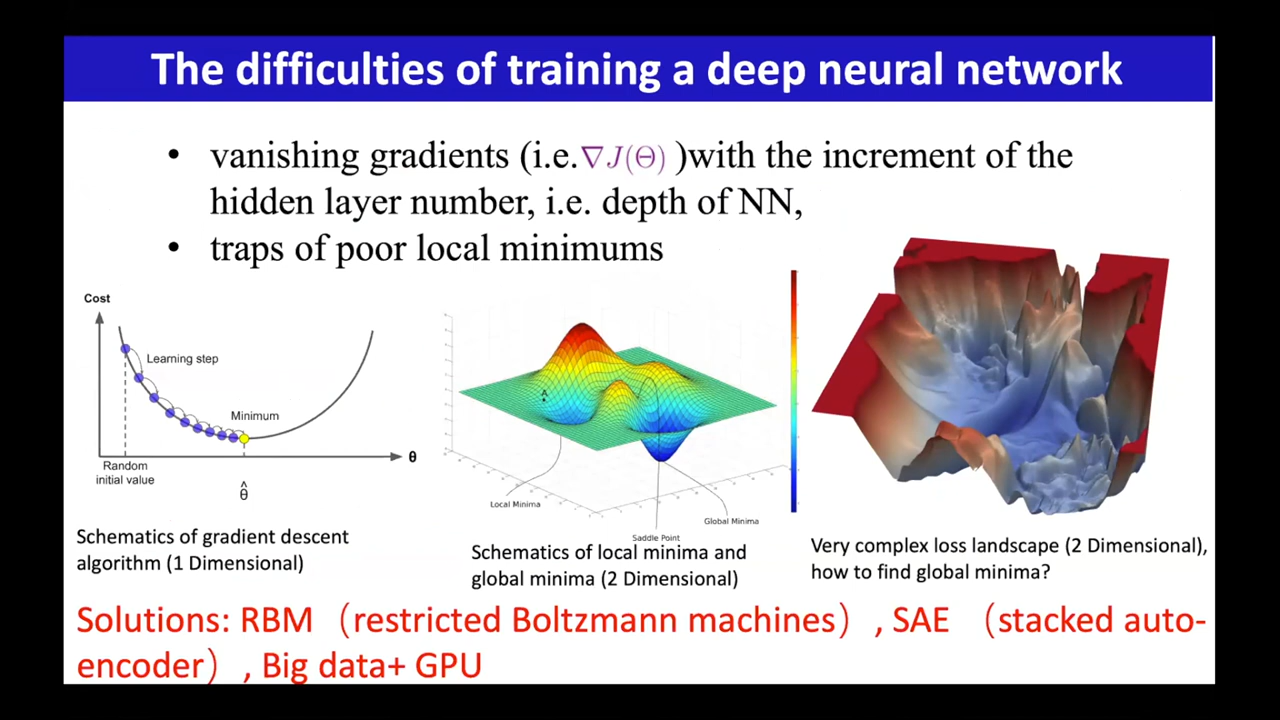 The difficulties of training a deep neural network
• vanishing gradients (i.e.∇J(Θ) )with the increment of the
hidden layer number, i.e. depth of NN,
• traps of poor local minimums
Cost
Learning step
Minimum
Random
initial value
θ
θ̂
Schematics of gradient descent
algorithm (1 Dimensional)
Local Minima
Saddle Point
Global Minima
Schematics of local minima and
global minima (2 Dimensional)
Very complex loss landscape (2 Dimensional),
how to find global minima?
Solutions: RBM（restricted Boltzmann machines）, SAE （stacked auto-
encoder）, Big data+ GPU